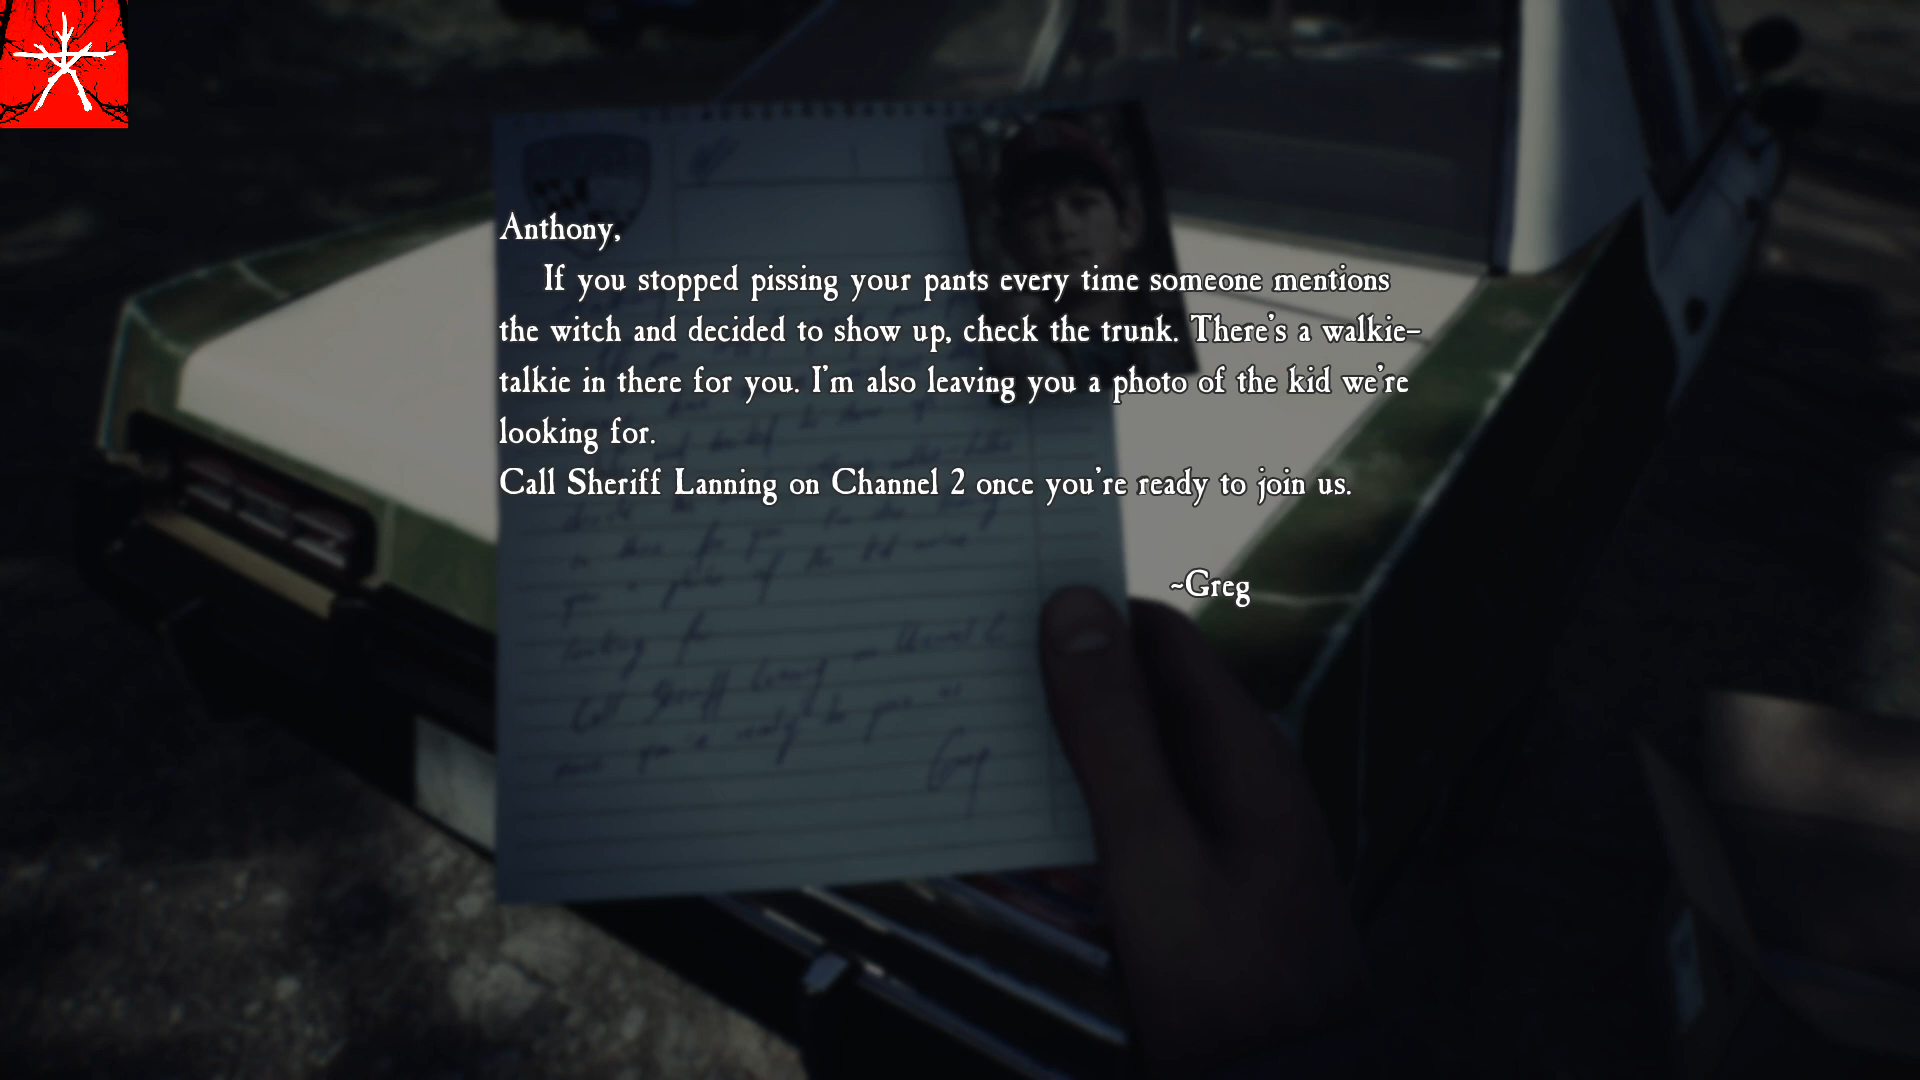 Anthony,
If you stopped pissing your pants every time someone mentions
the witch and decided to show up, check the trunk. There's a walkie-
talkie in there for you. I'm also leaving you a photo of the kid we're
looking for.
Call Sheriff Lanning on Channel 2 once you're ready to join us.
~Greg